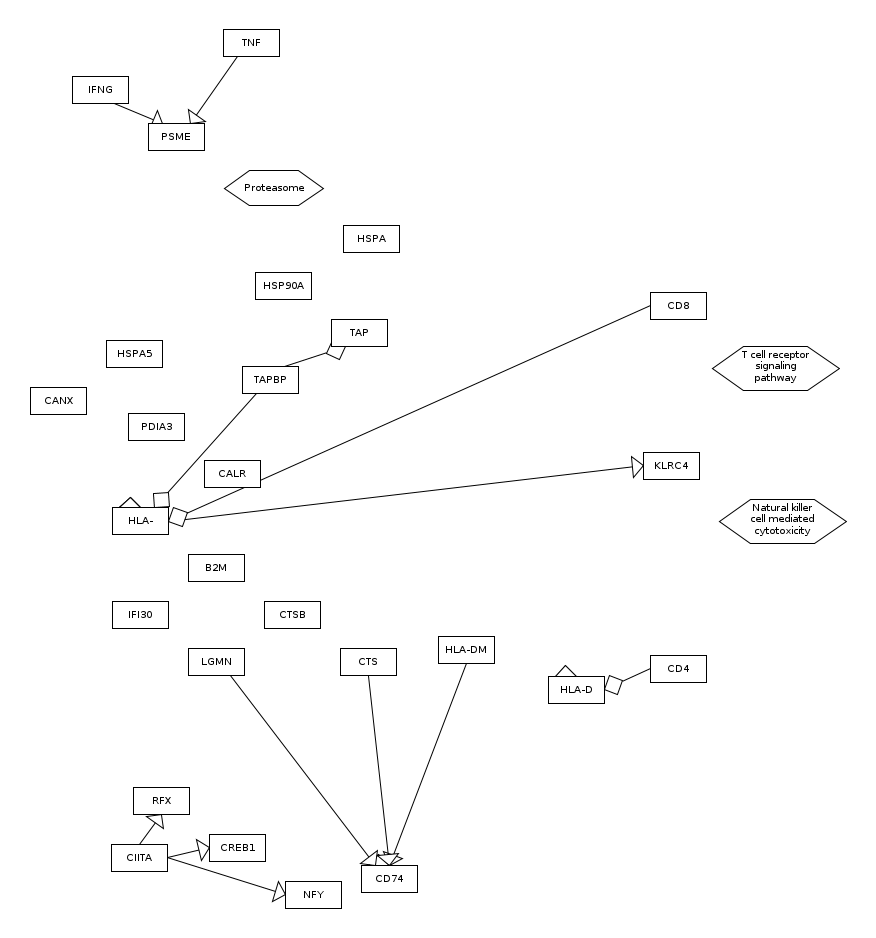 TNF
IFNG
PSME
Proteasome
HSPA
HSP90A
CD8
TAP
HSPA5
T cell receptor
signaling
pathway
TAPBP
CANX
PDIA3
KLRC4
CALR
HLA-
Natural killer
cell mediated
cytotoxicity
B2M
IFI30
CTSB
HLA-DM
LGMN
CTS
CD4
HLA-D
RFX
CREB1
CIITA
CD74
NFY